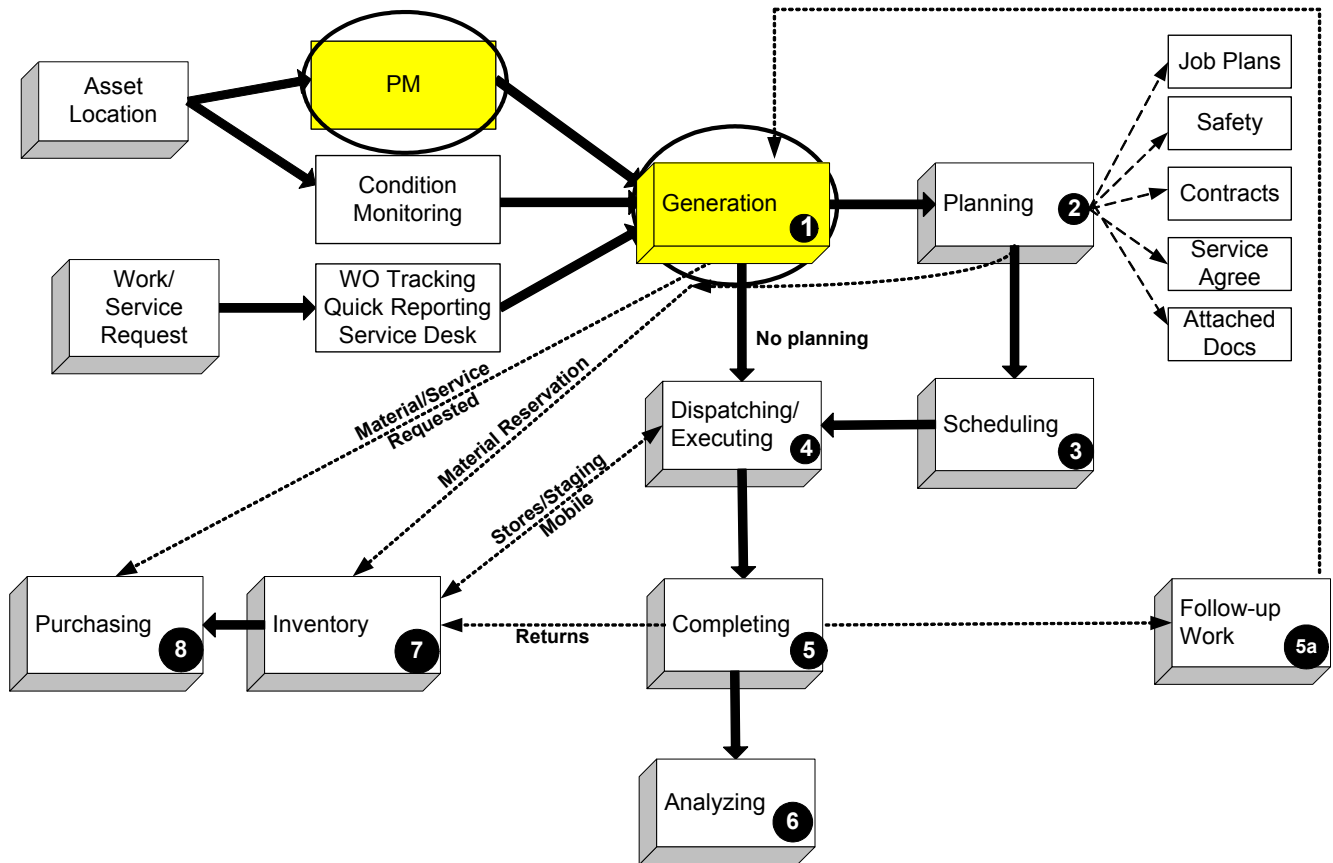 Asset
Location
PM
Job Plans
Safety
Condition
Monitoring
Generation
1
Planning
2
Contracts
Service
Agree
Attached
Docs
Work/
Service
Request
WO Tracking
Quick Reporting
Service Desk
No planning
Material/Service
Requested
Material Reservation
Stores/Staging
Mobile
Dispatching/
Executing
4
Scheduling
3
Purchasing
8
Inventory
7
Returns
Completing
5
Follow-up
Work
5a
Analyzing
6